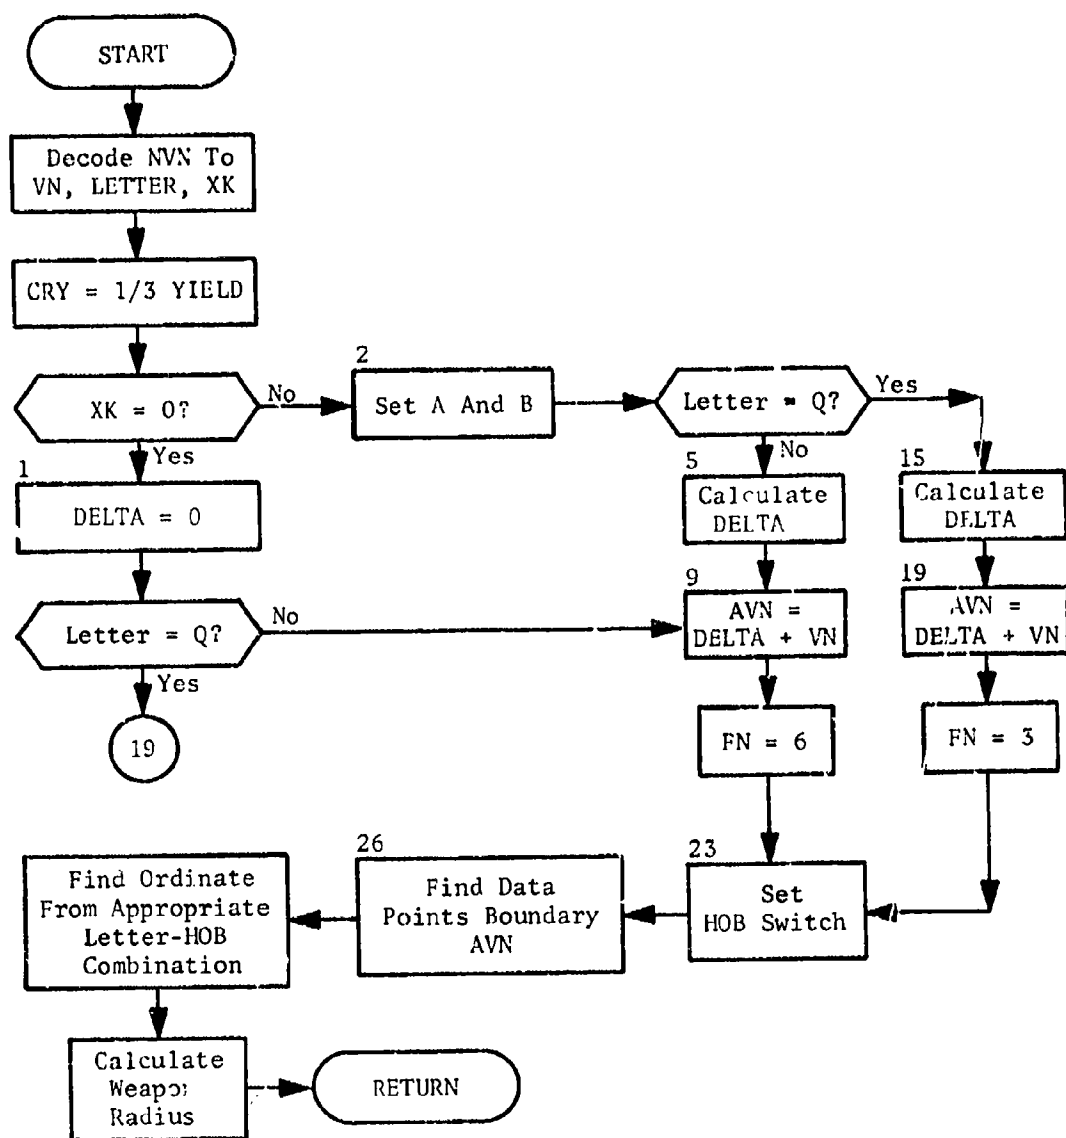 START
Decode NVN To
VN, LETTER, XK
CRY = 1/3 YIELD
XK = 0?
No
Yes
2
Set A And B
Letter = Q?
Yes
No
1
DELTA = 0
5
Calculate
DELTA
15
Calculate
DELTA
Letter = Q?
No
Yes
9
AVN =
DELTA + VN
19
AVN =
DELTA + VN
19
FN = 6
FN = 3
Find Ordinate
From Appropriate
Letter-HOB
Combination
26
Find Data
Points Boundary
AVN
23
Set
HOB Switch
Calculate
Weapon
Radius
RETURN